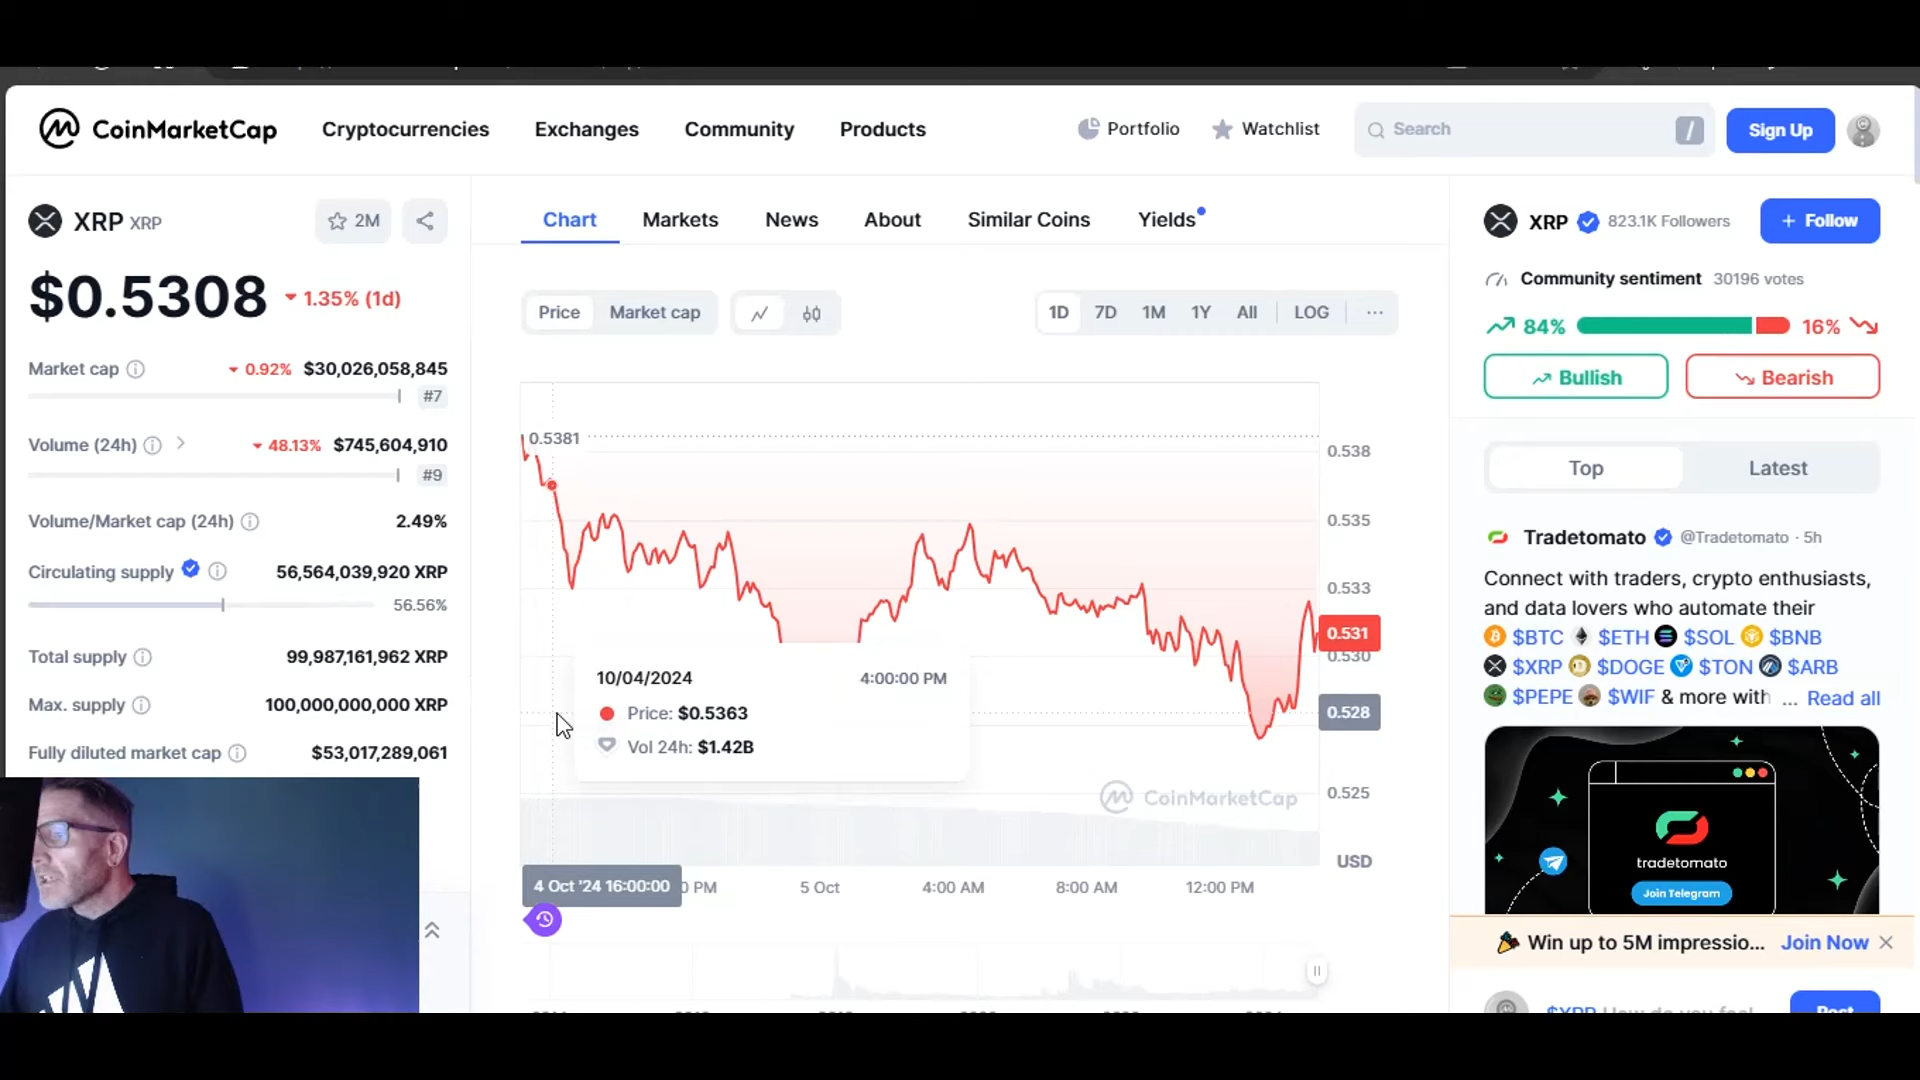 CoinMarketCap Cryptocurrencies Exchanges Community Products Portfolio Watchlist Search / Sign Up
XRP XRP 2M
$0.5308 1.35% (1d)
Market cap 0.92% $30,026,058,845
#7
Volume (24h) 48.13% $745,604,910
#9
Volume/Market cap (24h) 2.49%
Circulating supply 56,564,039,920 XRP
56.56%
Total supply 99,987,161,962 XRP
Max. supply 100,000,000,000 XRP
Fully diluted market cap $53,017,289,061
Chart Markets News About Similar Coins Yields
Price Market cap 1D 7D 1M 1Y All LOG ...
0.5381
0.538
0.535
0.533
0.531
0.530
0.528
0.525
10/04/2024 4:00:00 PM
Price: $0.5363
Vol 24h: $1.42B
CoinMarketCap
USD
4 Oct '24 16:00:00 PM 5 Oct 4:00 AM 8:00 AM 12:00 PM
XRP 823.1K Followers + Follow
Community sentiment 30196 votes
84% 16%
Bullish Bearish
Top Latest
Tradetomato @Tradetomato · 5h
Connect with traders, crypto enthusiasts,
and data lovers who automate their
$BTC $ETH $SOL $BNB
$XRP $DOGE $TON $ARB
$PEPE $WIF & more with ... Read all
tradetomato
Join Telegram
Win up to 5M impressio... Join Now